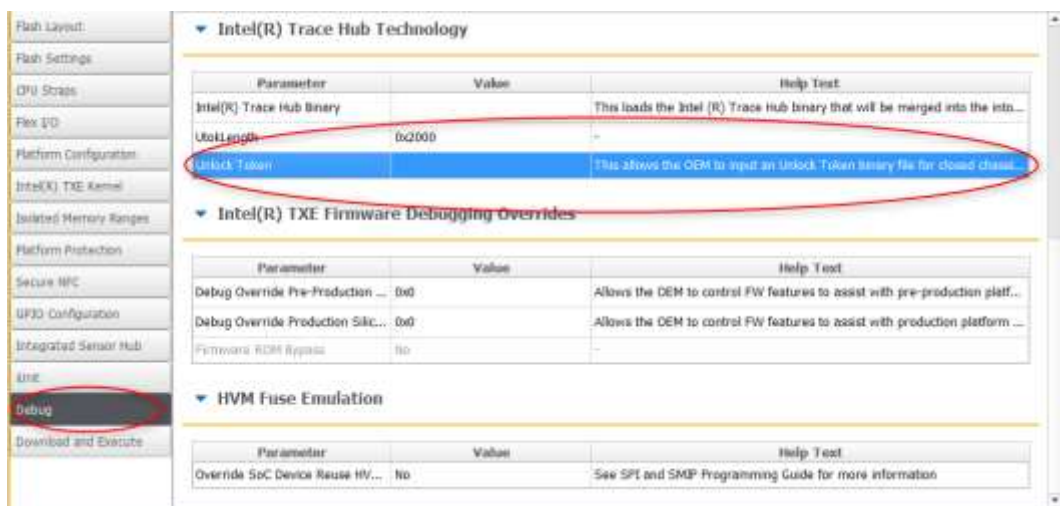 Flash Layout
Flash Settings
CPU Straps
Flex I/O
Platform Configuration
Intel(R) TXE Kernel
Isolated Memory Ranges
Platform Protection
Secure NFC
GPIO Configuration
Integrated Sensor Hub
iUnit
Debug
Download and Execute
Intel(R) Trace Hub Technology
Parameter Value Help Text
Intel(R) Trace Hub Binary This loads the Intel (R) Trace Hub binary that will be merged into the into...
UtokLength 0x2000 -
Unlock Token This allows the OEM to input an Unlock Token binary file for closed chassi...
Intel(R) TXE Firmware Debugging Overrides
Parameter Value Help Text
Debug Override Pre-Production ... 0x0 Allows the OEM to control FW features to assist with pre-production platf...
Debug Override Production Silic... 0x0 Allows the OEM to control FW features to assist with production platform ...
Firmware ROM Bypass No -
HVM Fuse Emulation
Parameter Value Help Text
Override SoC Device Reuse HV... No See SPI and SMIP Programming Guide for more information